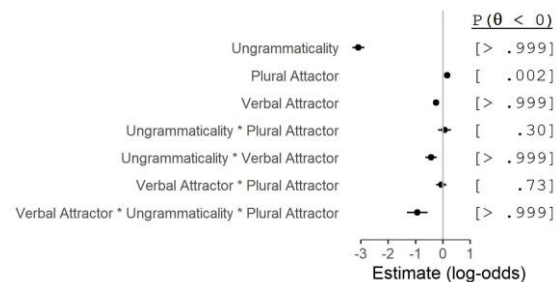 P(θ < 0)
Ungrammaticality [> .999]
Plural Attactor [ .002]
Verbal Attractor [> .999]
Ungrammaticality * Plural Attractor [ .30]
Ungrammaticality * Verbal Attractor [> .999]
Verbal Attractor * Plural Attractor [ .73]
Verbal Attractor * Ungrammaticality * Plural Attractor [> .999]
-3 -2 -1 0 1
Estimate (log-odds)